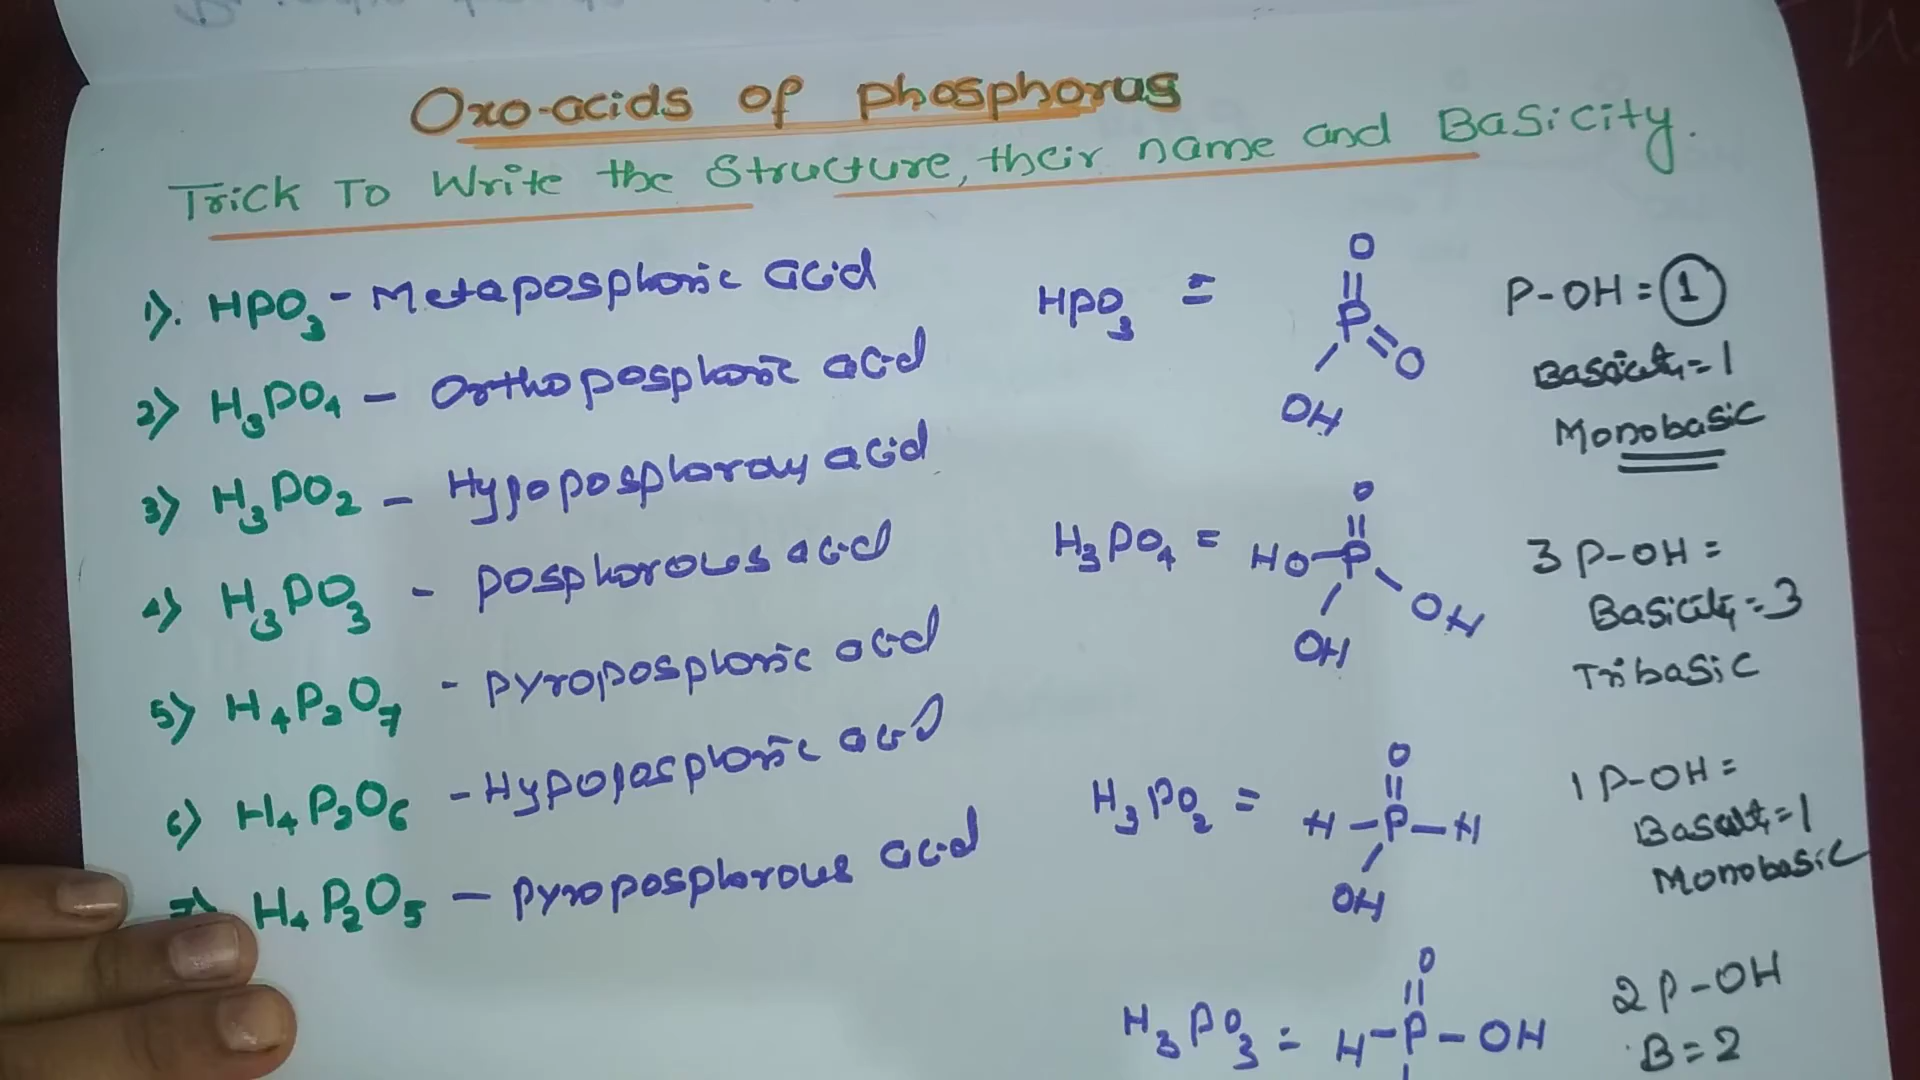 Oxo-acids of phosphorus
Trick To Write the Structure, their name and Basicity.
1). HPO₃ - Metaposphoric acid
2) H₃PO₄ - Orthoposphoric acid
3) H₃PO₂ - Hypoposphorous acid
4) H₃PO₃ - posphorous acid
5) H₄P₂O₇ - pyroposphoric acid
6) H₄P₂O₆ - Hypoposphoric acid
7) H₄P₂O₅ - pyroposphorous acid
HPO₃ =
O
P
O
OH
P-OH = 1
Basicity = 1
Monobasic
H₃PO₄ =
O
HO-P
OH
OH
3 P-OH =
Basicity = 3
Tribasic
H₃PO₂ =
O
H-P-H
OH
1 P-OH =
Basicity = 1
Monobasic
H₃PO₃ =
O
H-P-OH
2 P-OH
B = 2